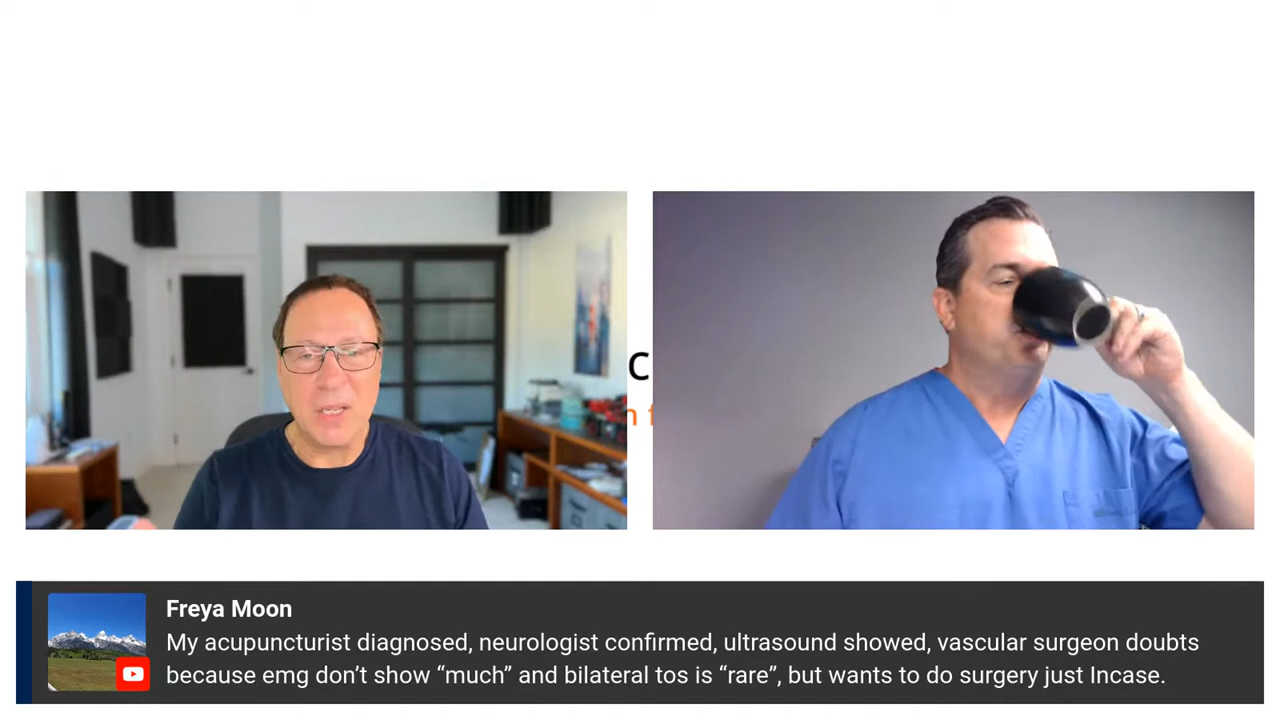 C
n f
Freya Moon
My acupuncturist diagnosed, neurologist confirmed, ultrasound showed, vascular surgeon doubts
because emg don’t show “much” and bilateral tos is “rare”, but wants to do surgery just Incase.